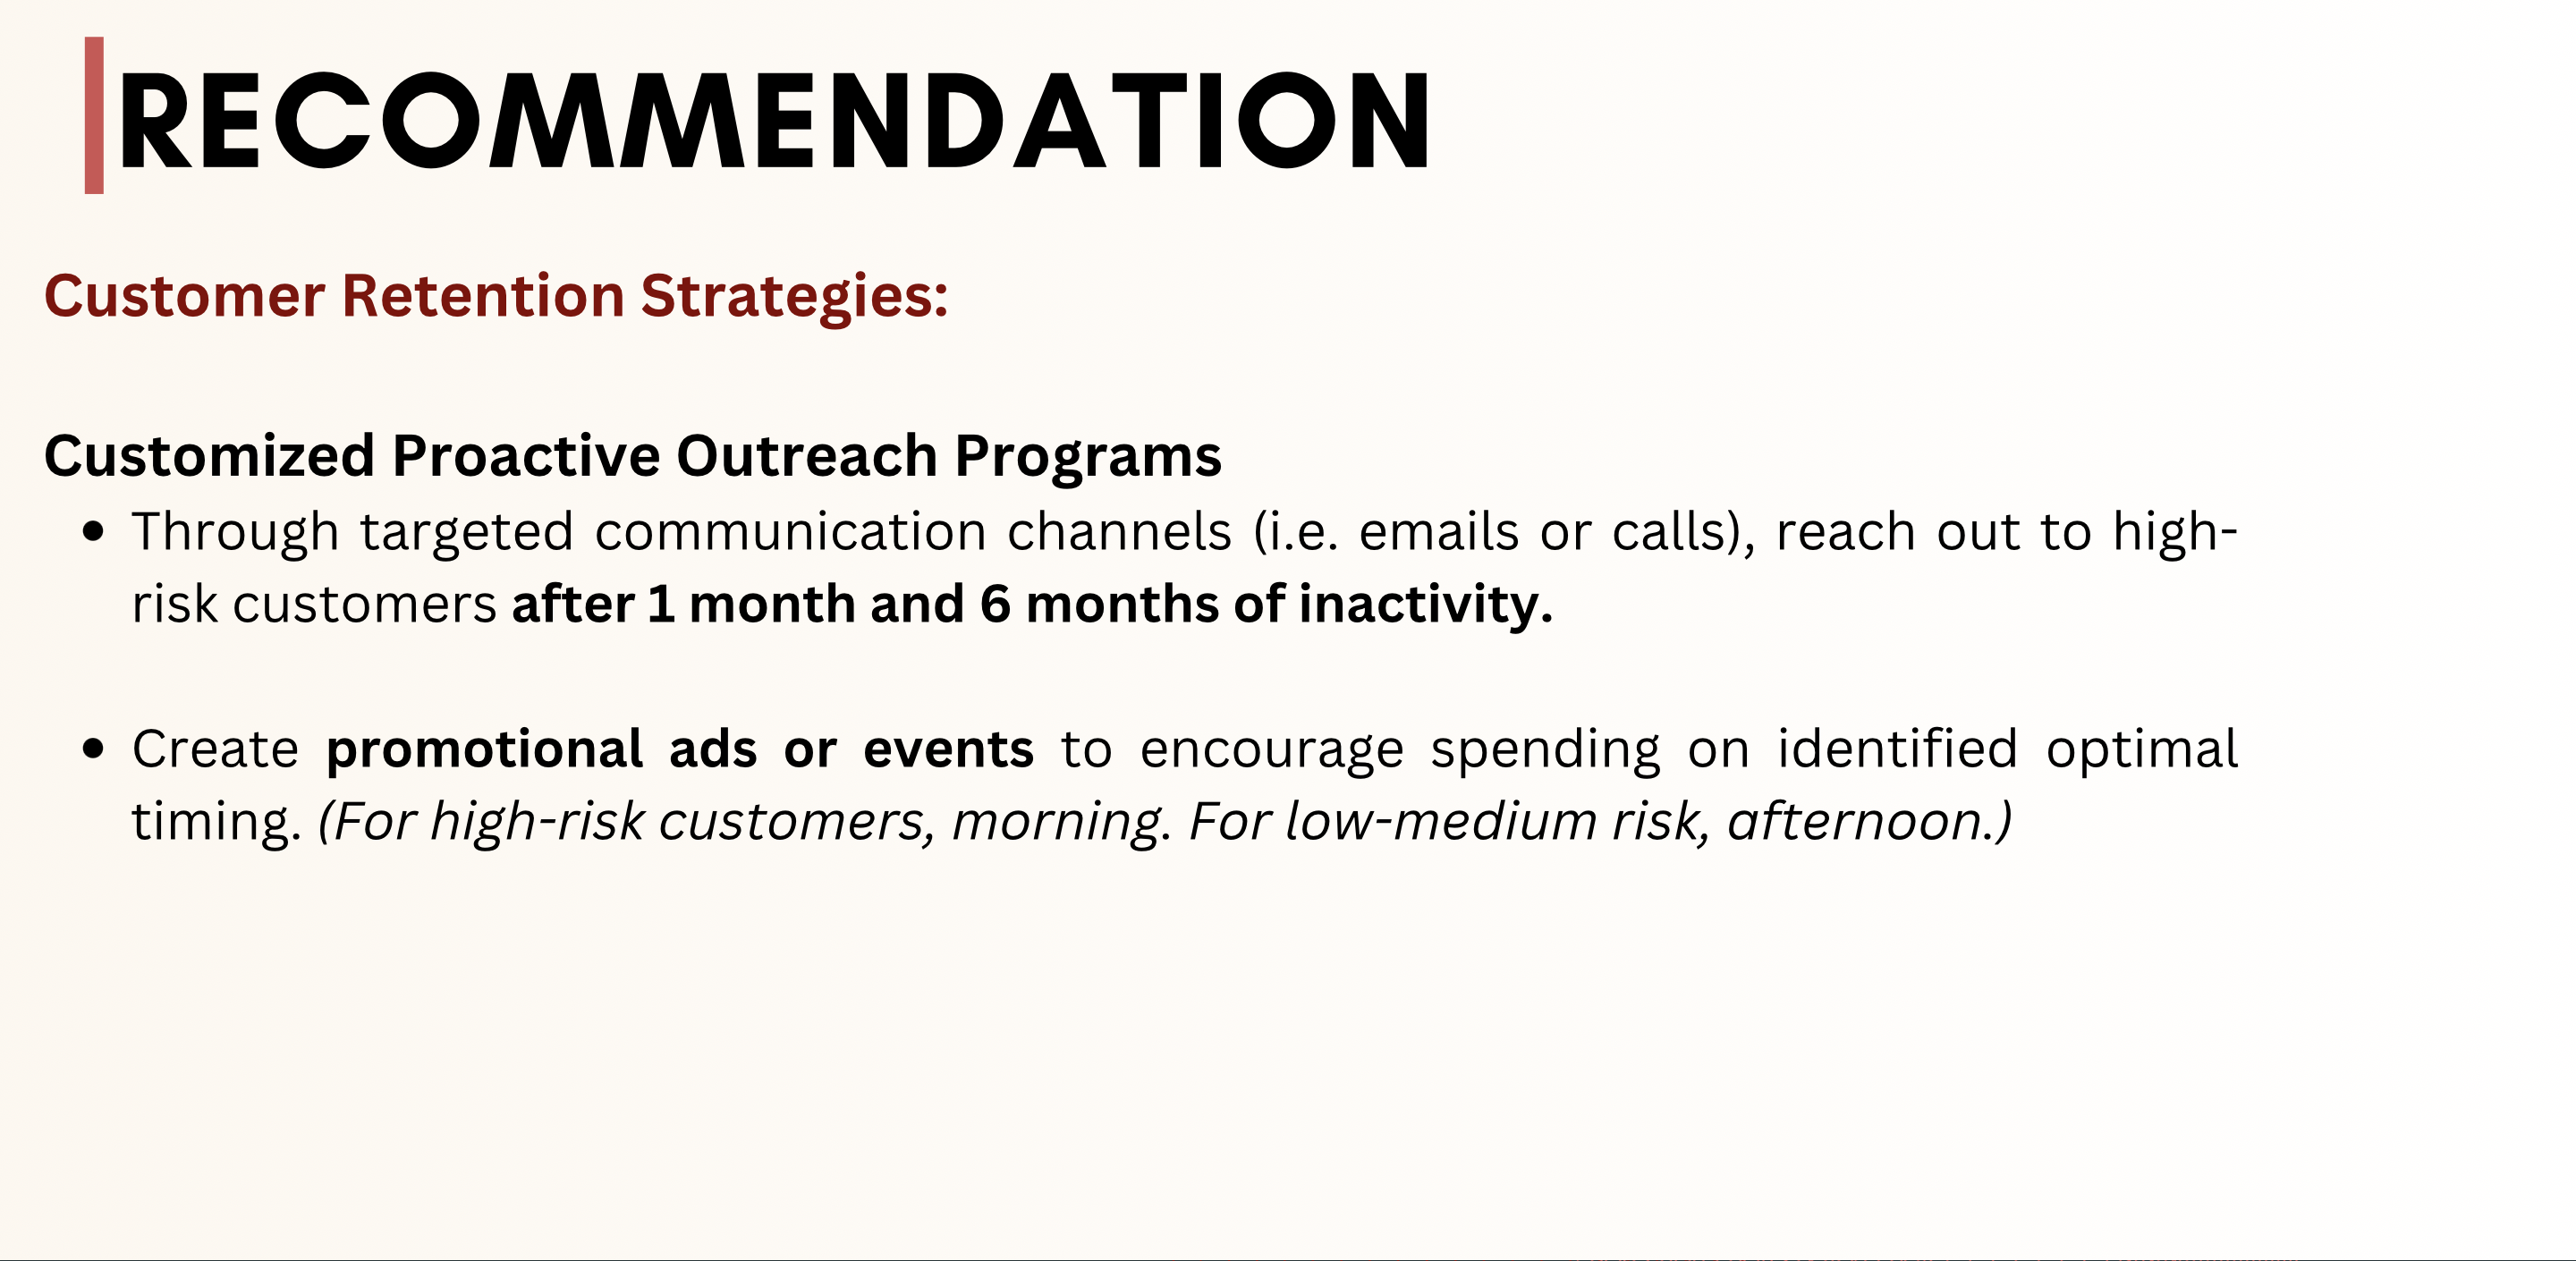 RECOMMENDATION
Customer Retention Strategies:
Customized Proactive Outreach Programs
• Through targeted communication channels (i.e. emails or calls), reach out to high-
risk customers after 1 month and 6 months of inactivity.
• Create promotional ads or events to encourage spending on identified optimal
timing. (For high-risk customers, morning. For low-medium risk, afternoon.)